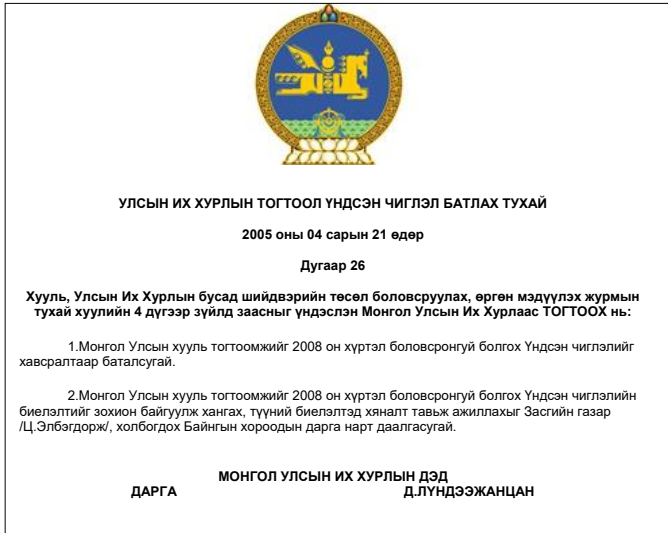 УЛСЫН ИХ ХУРЛЫН ТОГТООЛ ҮНДСЭН ЧИГЛЭЛ БАТЛАХ ТУХАЙ
2005 оны 04 сарын 21 өдөр
Дугаар 26
Хууль, Улсын Их Хурлын бусад шийдвэрийн төсөл боловсруулах, өргөн мэдүүлэх журмын
тухай хуулийн 4 дүгээр зүйлд заасныг үндэслэн Монгол Улсын Их Хурлаас ТОГТООХ нь:
1.Монгол Улсын хууль тогтоомжийг 2008 он хүртэл боловсронгуй болгох Үндсэн чиглэлийг
хавсралтаар баталсугай.
2.Монгол Улсын хууль тогтоомжийг 2008 он хүртэл боловсронгуй болгох Үндсэн чиглэлийн
биелэлтийг зохион байгуулж хангах, түүний биелэлтэд хяналт тавьж ажиллахыг Засгийн газар
/Ц.Элбэгдорж/, холбогдох Байнгын хороодын дарга нарт даалгасугай.
МОНГОЛ УЛСЫН ИХ ХУРЛЫН ДЭД
ДАРГА Д.ЛҮНДЭЭЖАНЦАН